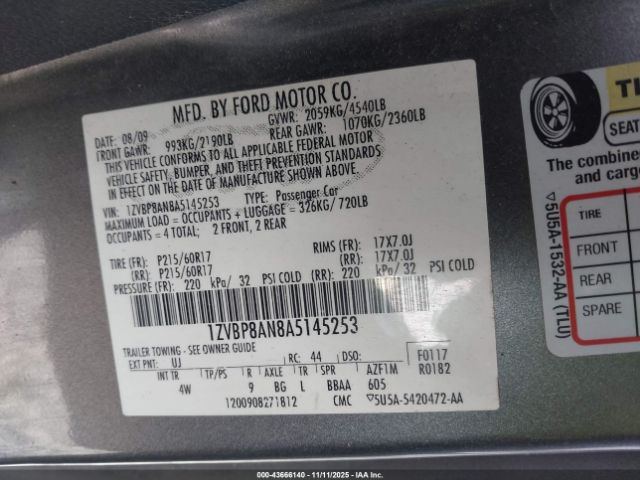 MFD. BY FORD MOTOR CO.
DATE: 08/09 GVWR: 2059KG/4540LB
FRONT GAWR: 993KG/2190LB REAR GAWR: 1070KG/2360LB
THIS VEHICLE CONFORMS TO ALL APPLICABLE FEDERAL MOTOR
VEHICLE SAFETY, BUMPER, AND THEFT PREVENTION STANDARDS
IN EFFECT ON THE DATE OF MANUFACTURE SHOWN ABOVE.
VIN: 1ZVBP8AN8A5145253 TYPE: Passenger Car
MAXIMUM LOAD = OCCUPANTS + LUGGAGE = 326KG/720LB
OCCUPANTS = 4 TOTAL; 2 FRONT, 2 REAR
TIRE (FR): P215/60R17 RIMS (FR): 17X7.0J
(RR): P215/60R17 (RR): 17X7.0J
PRESSURE (FR): 220 kPa/ 32 PSI COLD (RR): 220 kPa/ 32 PSI COLD
1ZVBP8AN8A5145253
TRAILER TOWING - SEE OWNER GUIDE
EXT PNT: UJ RC: 44 DSO: F0117
INT TR TP/PS R AXLE TR SPR AZF1M R0182
4W 9 BG L BBAA 605
1200908271812 CMC ▽5U5A-5420472-AA
TI
SEAT
The combine
and cargo
TIRE
FRONT
REAR
SPARE
▽5U5A-1532-AA (TLU)
000-43666140 - 11/11/2025 - IAAI.COM